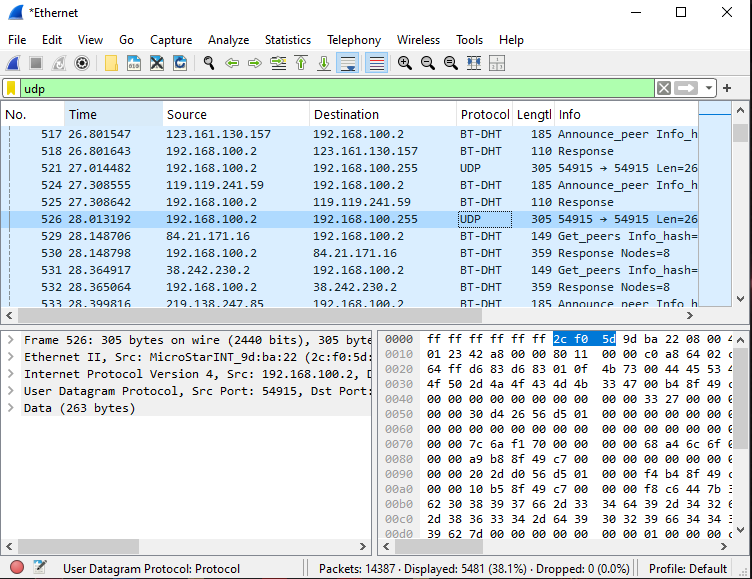 *Ethernet
File Edit View Go Capture Analyze Statistics Telephony Wireless Tools Help
udp
No. Time Source Destination Protocol Lengtl Info
517 26.801547 123.161.130.157 192.168.100.2 BT-DHT 185 Announce_peer Info_h
518 26.801643 192.168.100.2 123.161.130.157 BT-DHT 110 Response
521 27.014482 192.168.100.2 192.168.100.255 UDP 305 54915 → 54915 Len=26
524 27.308555 119.119.241.59 192.168.100.2 BT-DHT 185 Announce_peer Info_h
525 27.308642 192.168.100.2 119.119.241.59 BT-DHT 110 Response
526 28.013192 192.168.100.2 192.168.100.255 UDP 305 54915 → 54915 Len=26
529 28.148706 84.21.171.16 192.168.100.2 BT-DHT 149 Get_peers Info_hash=
530 28.148798 192.168.100.2 84.21.171.16 BT-DHT 359 Response Nodes=8
531 28.364917 38.242.230.2 192.168.100.2 BT-DHT 149 Get_peers Info_hash=
532 28.365064 192.168.100.2 38.242.230.2 BT-DHT 359 Response Nodes=8
533 28.399816 219.138.247.85 192.168.100.2 BT-DHT 185 Announce_peer Info_h
Frame 526: 305 bytes on wire (2440 bits), 305 byte
Ethernet II, Src: MicroStarINT_9d:ba:22 (2c:f0:5d:
Internet Protocol Version 4, Src: 192.168.100.2, D
User Datagram Protocol, Src Port: 54915, Dst Port:
Data (263 bytes)
0000 ff ff ff ff ff ff 2c f0 5d 9d ba 22 08 00 4
0010 01 23 42 a8 00 00 80 11 00 00 c0 a8 64 02 c
0020 64 ff d6 83 d6 83 01 0f 4b 73 00 44 45 53 4
0030 4f 50 2d 4a 4f 43 4d 4b 33 47 00 b4 8f 49 c
0040 00 00 00 00 00 00 00 00 00 00 00 33 27 00 00 0
0050 00 00 30 d4 26 56 d5 01 00 00 00 00 00 00 0
0060 00 00 00 00 00 00 00 00 00 00 00 00 00 00 0
0070 00 00 7c 6a f1 70 00 00 00 00 68 a4 6c 6f 0
0080 00 00 a9 b8 8f 49 c7 00 00 00 00 00 00 00 0
0090 00 00 20 2d d0 56 d5 01 00 00 f4 b4 8f 49 c
00a0 00 00 10 b5 8f 49 c7 00 00 00 f8 c6 44 7b 3
00b0 62 30 38 39 37 66 2d 33 34 64 39 2d 34 32 6
00c0 2d 38 36 33 34 2d 64 39 30 32 39 66 34 34 3
00d0 39 62 7d 00 00 00 00 00 00 00 01 00 00 00 c
User Datagram Protocol: Protocol
Packets: 14387 · Displayed: 5481 (38.1%) · Dropped: 0 (0.0%)
Profile: Default